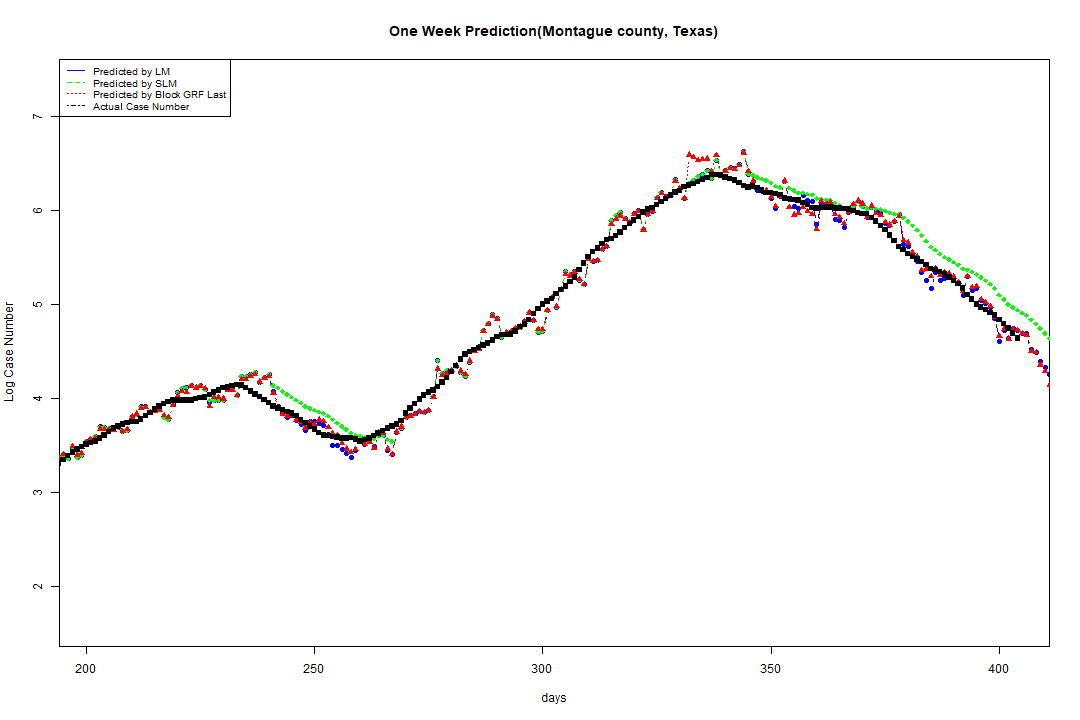 One Week Prediction(Montague county, Texas)
Predicted by LM
Predicted by SLM
Predicted by Block GRF Last
Actual Case Number
7
6
5
4
3
2
Log Case Number
200 250 300 350 400
days